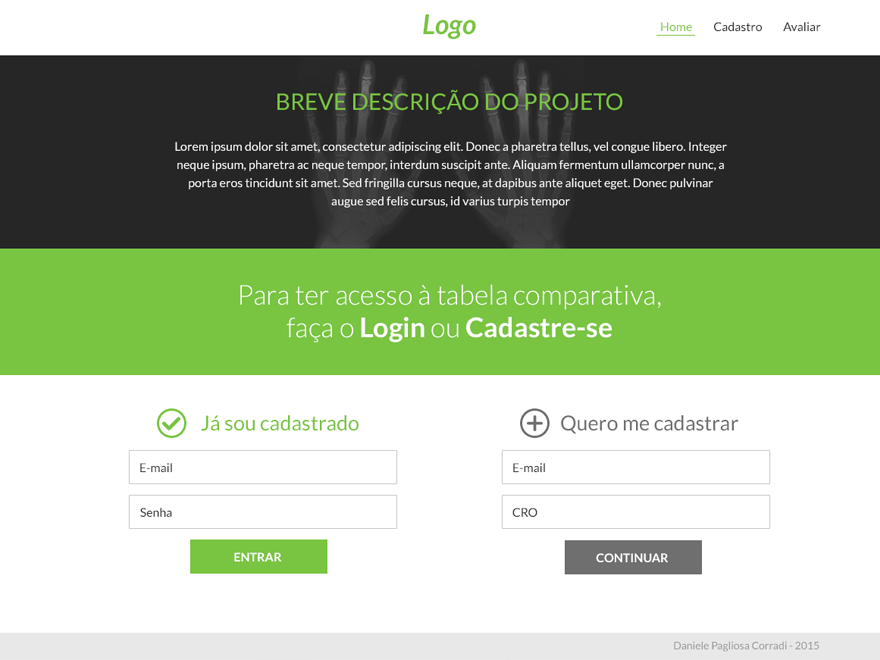 Logo
Home Cadastro Avaliar
BREVE DESCRIÇÃO DO PROJETO
Lorem ipsum dolor sit amet, consectetur adipiscing elit. Donec a pharetra tellus, vel congue libero. Integer
neque ipsum, pharetra ac neque tempor, interdum suscipit ante. Aliquam fermentum ullamcorper nunc, a
porta eros tincidunt sit amet. Sed fringilla cursus neque, at dapibus ante aliquet eget. Donec pulvinar
augue sed felis cursus, id varius turpis tempor
Para ter acesso à tabela comparativa,
faça o Login ou Cadastre-se
Já sou cadastrado
E-mail
Senha
ENTRAR
Quero me cadastrar
E-mail
CRO
CONTINUAR
Daniele Pagliosa Corradi - 2015